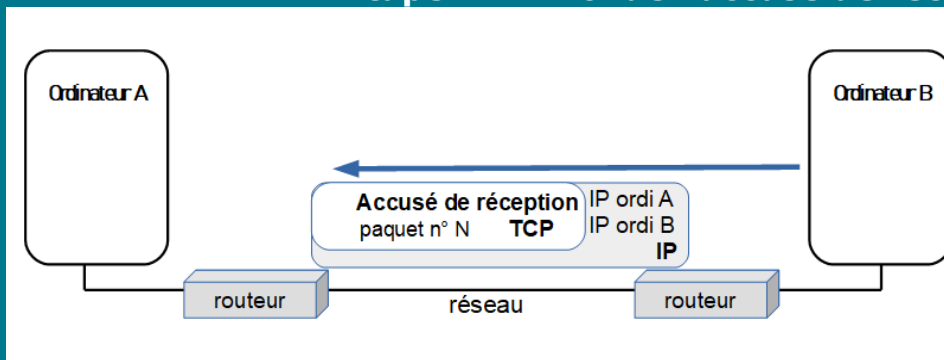 Ordinateur A
Ordinateur B
Accusé de réception
paquet n° N TCP
IP ordi A
IP ordi B
IP
routeur
réseau
routeur